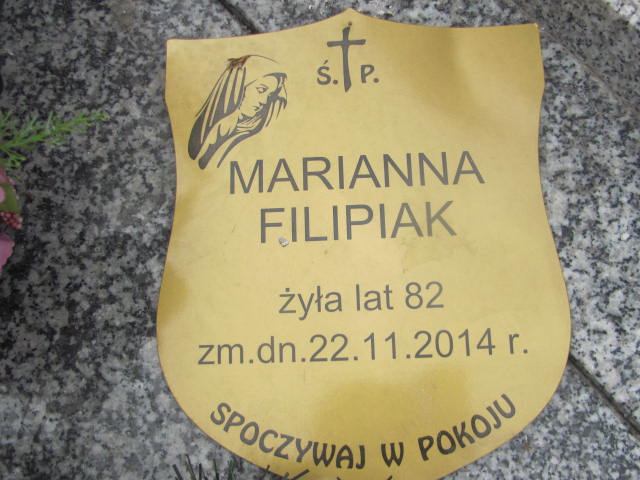 Ś. P.
MARIANNA
FILIPIAK
żyła lat 82
zm.dn.22.11.2014 r.
SPOCZYWAJ W POKOJU